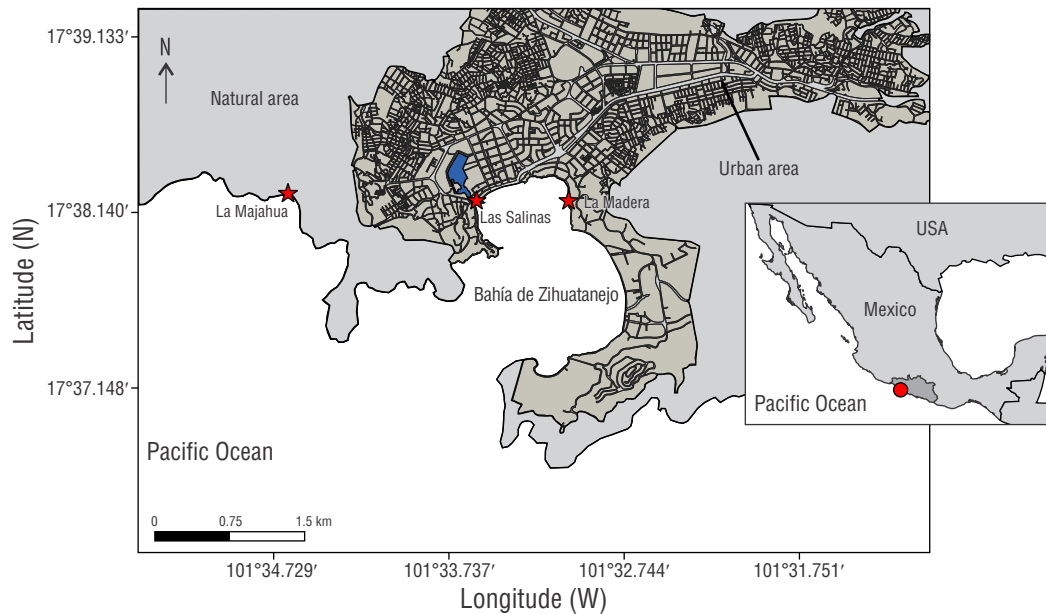 17°39.133′
17°38.140′
17°37.148′
Latitude (N)
N
Natural area
Urban area
La Majahua
Las Salinas
La Madera
Bahía de Zihuatanejo
Pacific Ocean
0 0.75 1.5 km
USA
Mexico
Pacific Ocean
101°34.729′ 101°33.737′ 101°32.744′ 101°31.751′
Longitude (W)